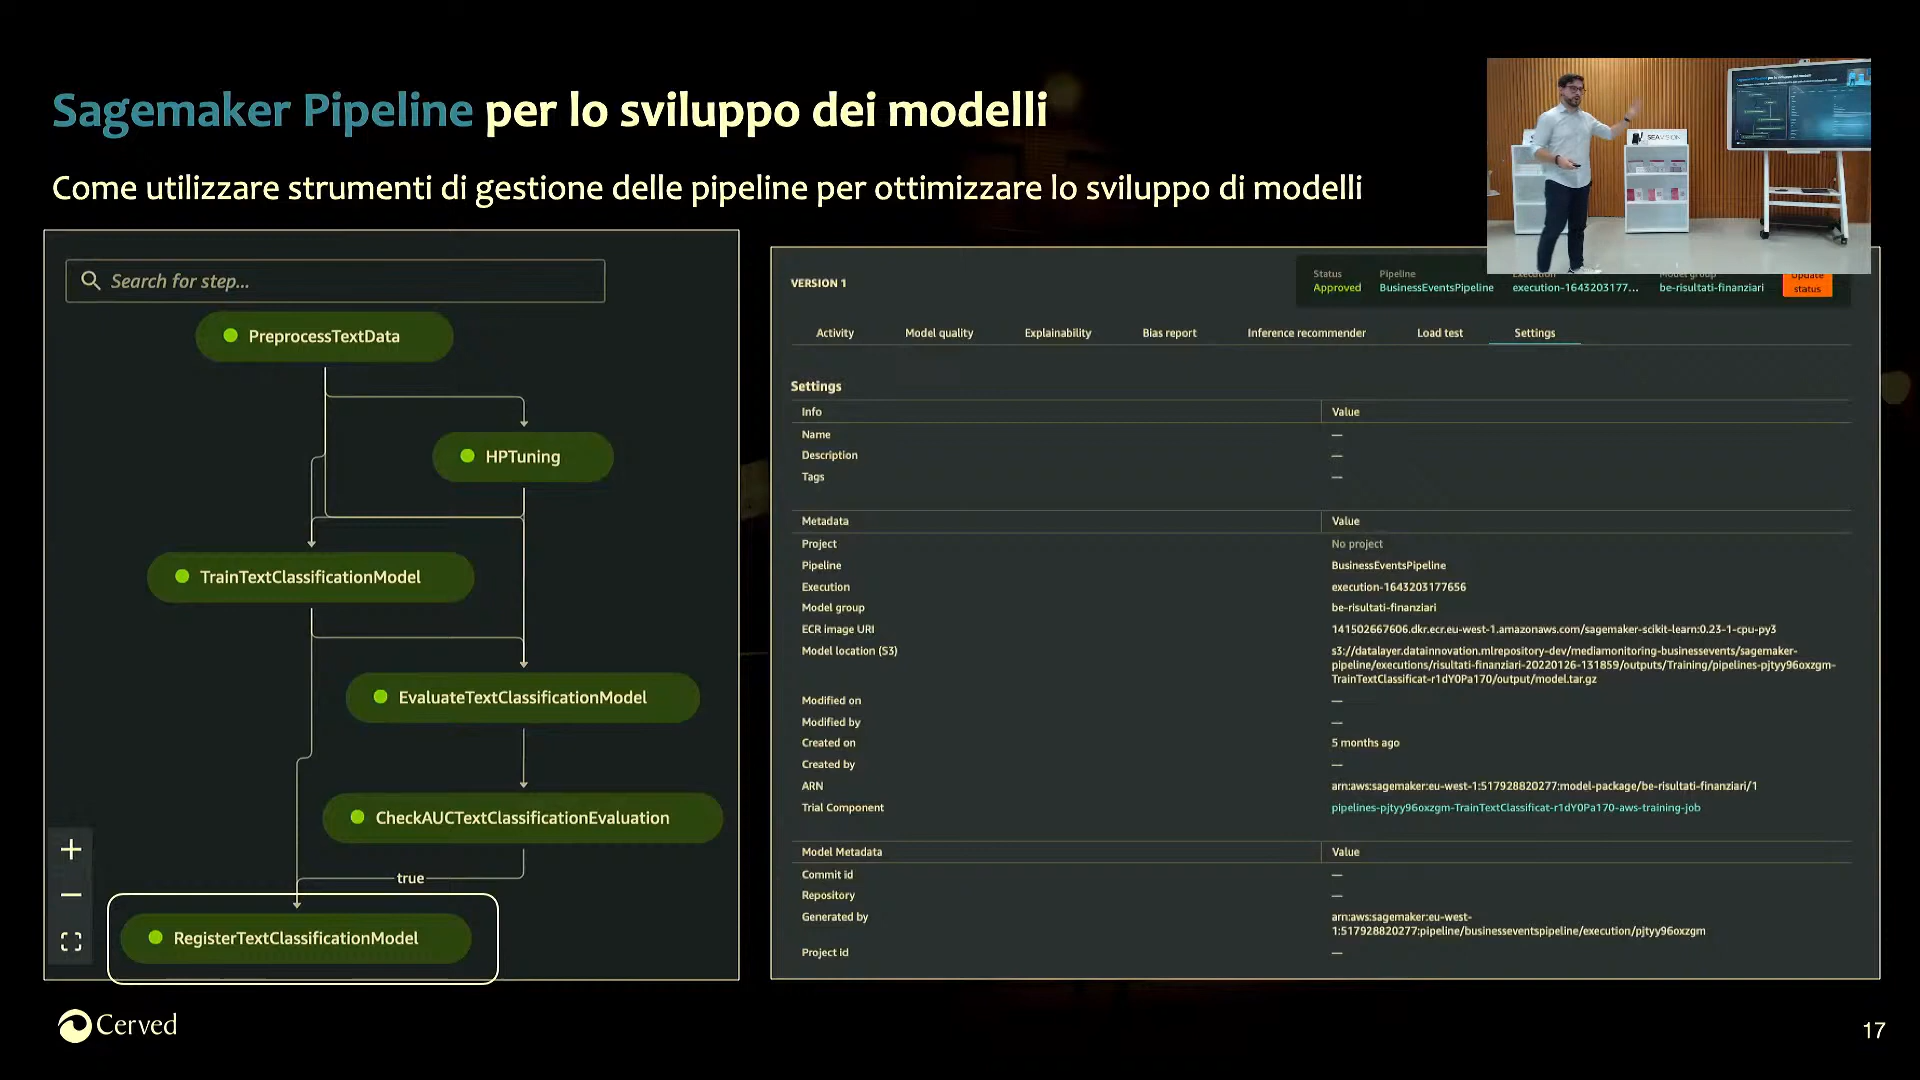 Sagemaker Pipeline per lo sviluppo dei modelli
Come utilizzare strumenti di gestione delle pipeline per ottimizzare lo sviluppo di modelli
Search for step...
PreprocessTextData
HPTuning
TrainTextClassificationModel
EvaluateTextClassificationModel
CheckAUCTextClassificationEvaluation
true
RegisterTextClassificationModel
VERSION 1
Status Pipeline Execution Model group Update
Approved BusinessEventsPipeline execution-1643203177... be-risultati-finanziari status
Activity Model quality Explainability Bias report Inference recommender Load test Settings
Settings
Info Value
Name —
Description —
Tags —
Metadata Value
Project No project
Pipeline BusinessEventsPipeline
Execution execution-1643203177656
Model group be-risultati-finanziari
ECR image URI 141502667606.dkr.ecr.eu-west-1.amazonaws.com/sagemaker-scikit-learn:0.23-1-cpu-py3
Model location (S3) s3://datalayer.datainnovation.mlrepository-dev/mediamonitoring-businessevents/sagemaker-
pipeline/executions/risultati-finanziari-20220126-131859/outputs/Training/pipelines-pjtyy96oxzgm-
TrainTextClassificat-r1dY0Pa170/output/model.tar.gz
Modified on —
Modified by —
Created on 5 months ago
Created by —
ARN arn:aws:sagemaker:eu-west-1:517928820277:model-package/be-risultati-finanziari/1
Trial Component pipelines-pjtyy96oxzgm-TrainTextClassificat-r1dY0Pa170-aws-training-job
Model Metadata Value
Commit id —
Repository —
Generated by arn:aws:sagemaker:eu-west-
1:517928820277:pipeline/businesseventspipeline/execution/pjtyy96oxzgm
Project id —
SEAVISION
Cerved
17